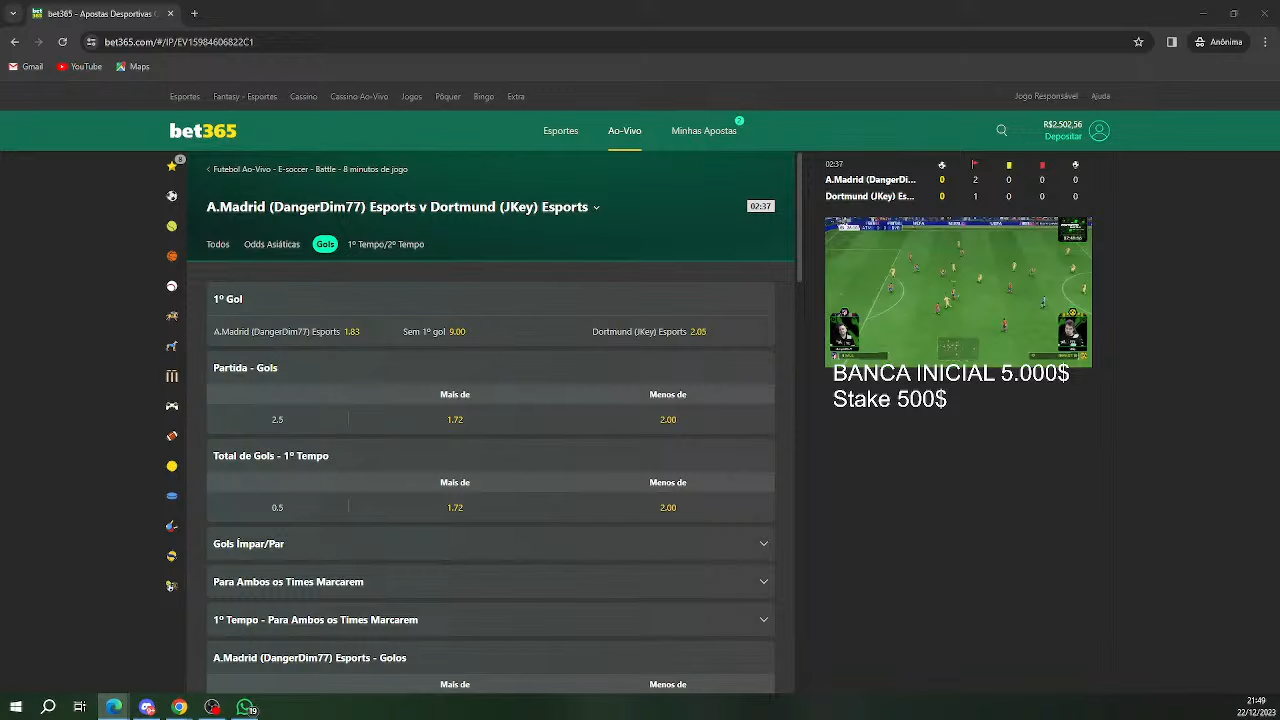 bet365 - Apostas Desportivas
bet365.com/#/IP/EV15984606822C1
Anônima
Gmail
YouTube
Maps
Esportes
Fantasy - Esportes
Cassino
Cassino Ao-Vivo
Jogos
Pôquer
Bingo
Extra
Jogo Responsável
Ajuda
bet365
Esportes
Ao-Vivo
Minhas Apostas
2
R$2.502,56
Depositar
8
Futebol Ao-Vivo - E-soccer - Battle - 8 minutos de jogo
A.Madrid (DangerDim77) Esports v Dortmund (JKey) Esports
02:37
Todos
Odds Asiáticas
Gols
1º Tempo/2º Tempo
1º Gol
A.Madrid (DangerDim77) Esports 1.83
Sem 1º gol 9.00
Dortmund (JKey) Esports 2.05
Partida - Gols
Mais de
Menos de
2.5
1.72
2.00
Total de Gols - 1º Tempo
Mais de
Menos de
0.5
1.72
2.00
Gols Ímpar/Par
Para Ambos os Times Marcarem
1º Tempo - Para Ambos os Times Marcarem
A.Madrid (DangerDim77) Esports - Golos
Mais de
Menos de
02:37
A.Madrid (DangerDi... 0 2 0 0 0
Dortmund (JKey) Es... 0 1 0 0 0
BANCA INICIAL 5.000$
Stake 500$
19
21:49
22/12/2023